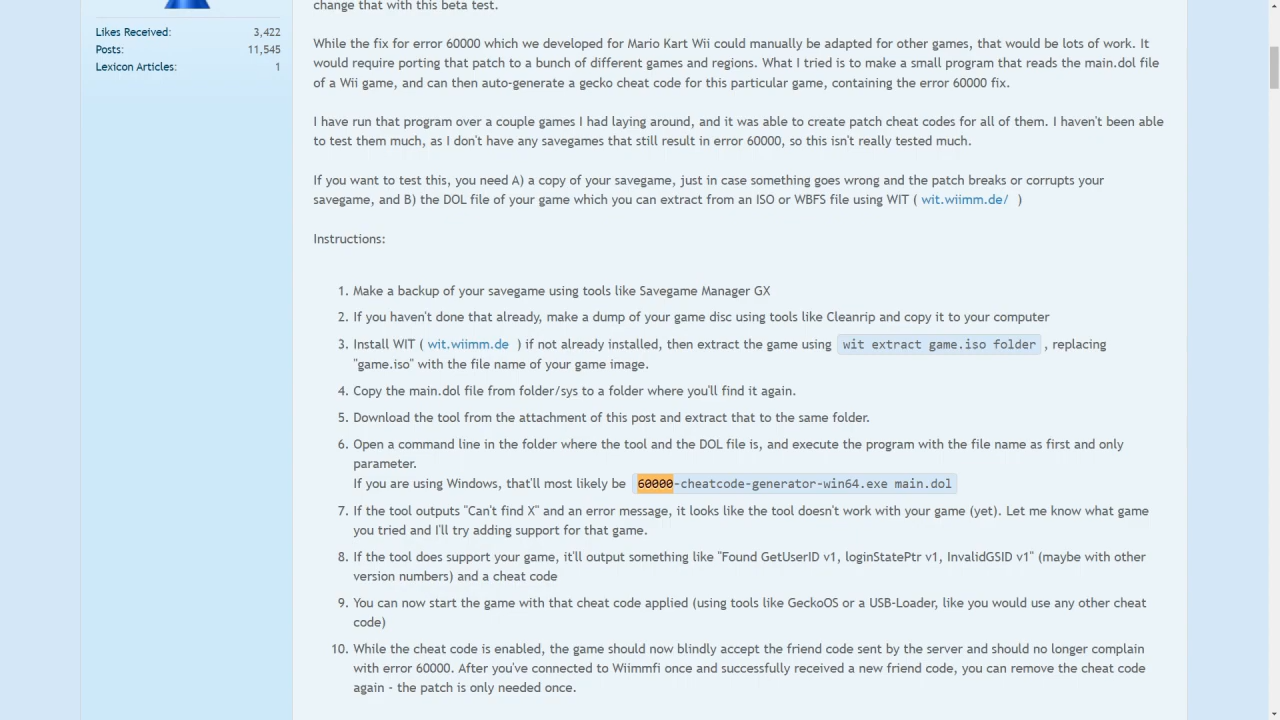 change that with this beta test.
Likes Received: 3,422
Posts: 11,545
Lexicon Articles: 1
While the fix for error 60000 which we developed for Mario Kart Wii could manually be adapted for other games, that would be lots of work. It
would require porting that patch to a bunch of different games and regions. What I tried is to make a small program that reads the main.dol file
of a Wii game, and can then auto-generate a gecko cheat code for this particular game, containing the error 60000 fix.
I have run that program over a couple games I had laying around, and it was able to create patch cheat codes for all of them. I haven't been able
to test them much, as I don't have any savegames that still result in error 60000, so this isn't really tested much.
If you want to test this, you need A) a copy of your savegame, just in case something goes wrong and the patch breaks or corrupts your
savegame, and B) the DOL file of your game which you can extract from an ISO or WBFS file using WIT ( wit.wiimm.de/ )
Instructions:
1. Make a backup of your savegame using tools like Savegame Manager GX
2. If you haven't done that already, make a dump of your game disc using tools like Cleanrip and copy it to your computer
3. Install WIT ( wit.wiimm.de ) if not already installed, then extract the game using wit extract game.iso folder , replacing
"game.iso" with the file name of your game image.
4. Copy the main.dol file from folder/sys to a folder where you'll find it again.
5. Download the tool from the attachment of this post and extract that to the same folder.
6. Open a command line in the folder where the tool and the DOL file is, and execute the program with the file name as first and only
parameter.
If you are using Windows, that'll most likely be 60000-cheatcode-generator-win64.exe main.dol
7. If the tool outputs "Can't find X" and an error message, it looks like the tool doesn't work with your game (yet). Let me know what game
you tried and I'll try adding support for that game.
8. If the tool does support your game, it'll output something like "Found GetUserID v1, loginStatePtr v1, InvalidGSID v1" (maybe with other
version numbers) and a cheat code
9. You can now start the game with that cheat code applied (using tools like GeckoOS or a USB-Loader, like you would use any other cheat
code)
10. While the cheat code is enabled, the game should now blindly accept the friend code sent by the server and should no longer complain
with error 60000. After you've connected to Wiimmfi once and successfully received a new friend code, you can remove the cheat code
again - the patch is only needed once.